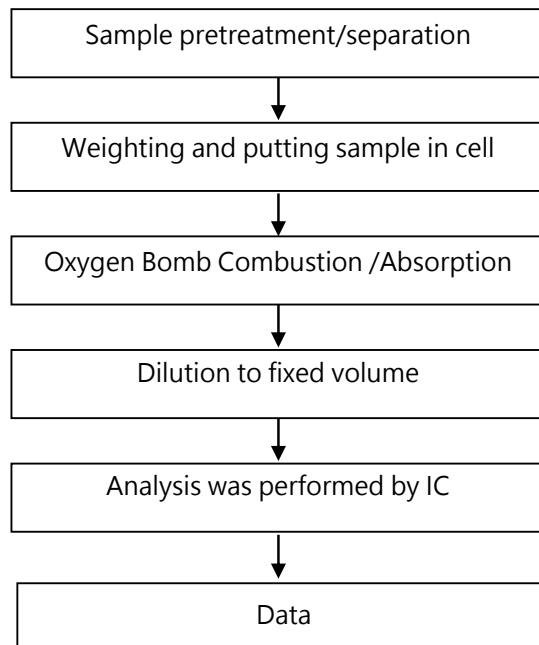 Sample pretreatment/separation
Weighting and putting sample in cell
Oxygen Bomb Combustion /Absorption
Dilution to fixed volume
Analysis was performed by IC
Data